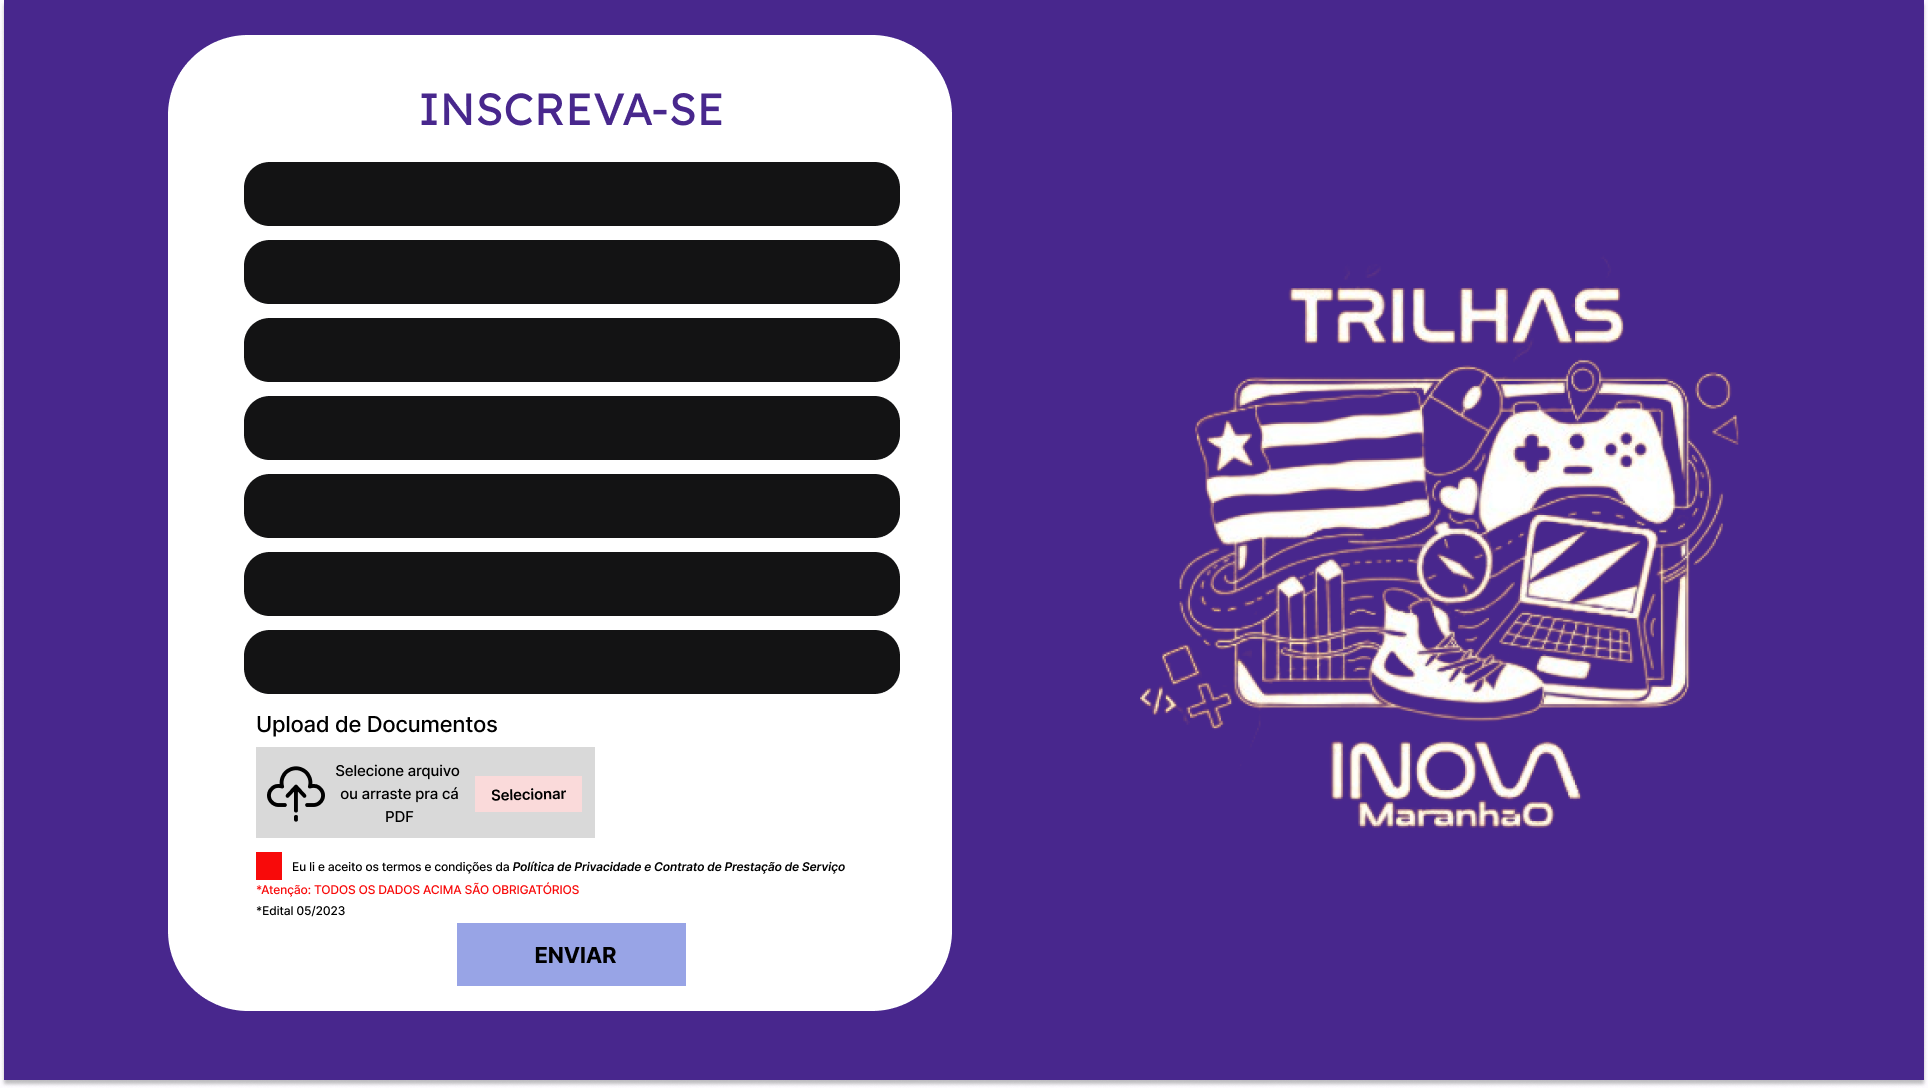 INSCREVA-SE
Upload de Documentos
Selecione arquivo
ou arraste pra cá
PDF
Selecionar
Eu li e aceito os termos e condições da Política de Privacidade e Contrato de Prestação de Serviço
*Atenção: TODOS OS DADOS ACIMA SÃO OBRIGATÓRIOS
*Edital 05/2023
ENVIAR
TRILHAS
</>
INOVA
Maranhão